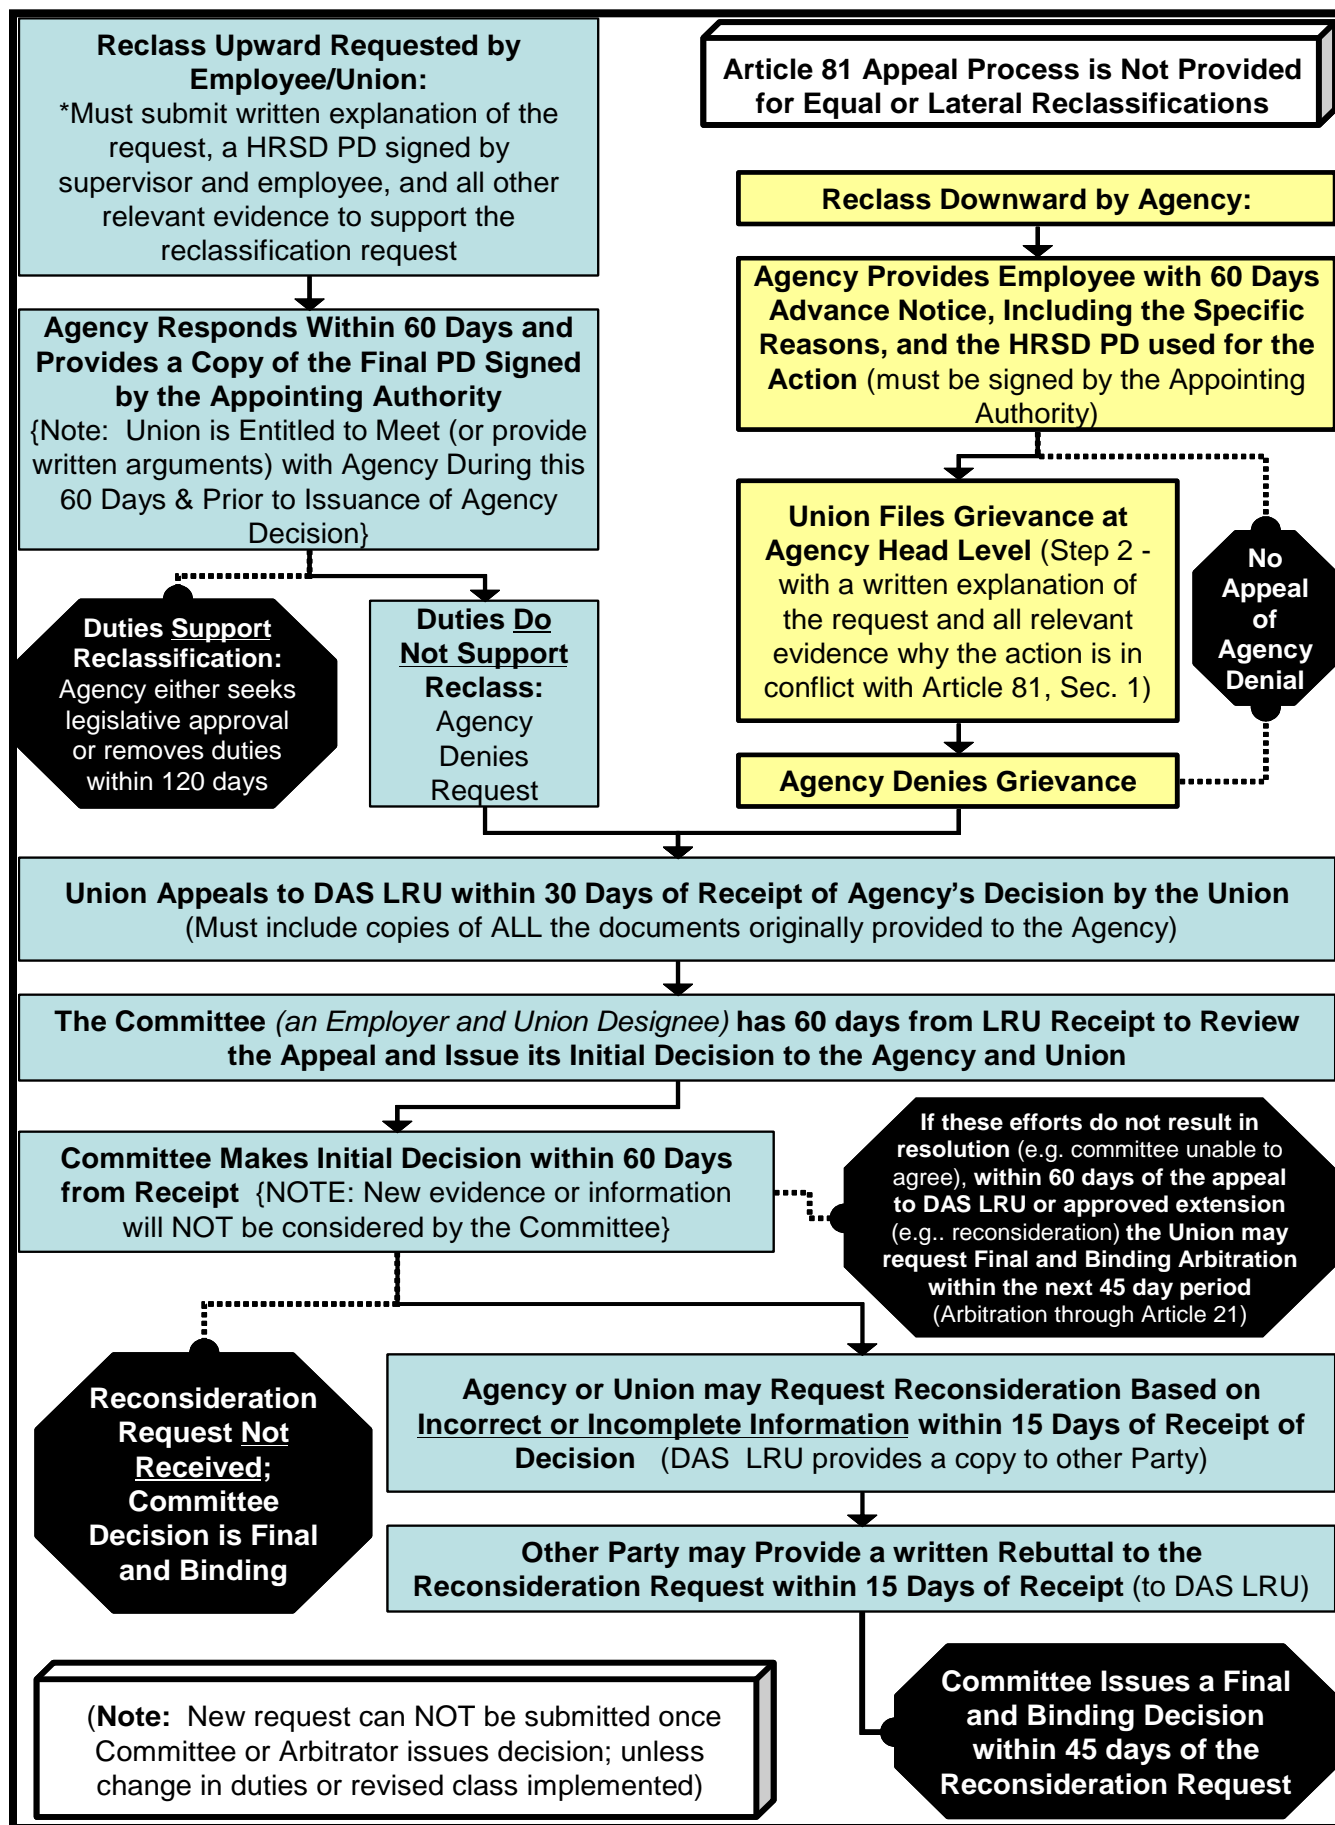 Reclass Upward Requested by
Employee/Union:
*Must submit written explanation of the
request, a HRSD PD signed by
supervisor and employee, and all other
relevant evidence to support the
reclassification request
Article 81 Appeal Process is Not Provided
for Equal or Lateral Reclassifications
Reclass Downward by Agency:
Agency Provides Employee with 60 Days
Advance Notice, Including the Specific
Reasons, and the HRSD PD used for the
Action (must be signed by the Appointing
Authority)
Agency Responds Within 60 Days and
Provides a Copy of the Final PD Signed
by the Appointing Authority
{Note:  Union is Entitled to Meet (or provide
written arguments) with Agency During this
60 Days & Prior to Issuance of Agency
Decision}
Union Files Grievance at
Agency Head Level (Step 2 -
with a written explanation of
the request and all relevant
evidence why the action is in
conflict with Article 81, Sec. 1)
No
Appeal
of
Agency
Denial
Duties Support
Reclassification:
Agency either seeks
legislative approval
or removes duties
within 120 days
Duties Do
Not Support
Reclass:
Agency
Denies
Request
Agency Denies Grievance
Union Appeals to DAS LRU within 30 Days of Receipt of Agency’s Decision by the Union
(Must include copies of ALL the documents originally provided to the Agency)
The Committee (an Employer and Union Designee) has 60 days from LRU Receipt to Review
the Appeal and Issue its Initial Decision to the Agency and Union
Committee Makes Initial Decision within 60 Days
from Receipt  {NOTE: New evidence or information
will NOT be considered by the Committee}
If these efforts do not result in
resolution (e.g. committee unable to
agree), within 60 days of the appeal
to DAS LRU or approved extension
(e.g.. reconsideration) the Union may
request Final and Binding Arbitration
within the next 45 day period
(Arbitration through Article 21)
Reconsideration
Request Not
Received;
Committee
Decision is Final
and Binding
Agency or Union may Request Reconsideration Based on
Incorrect or Incomplete Information within 15 Days of Receipt of
Decision   (DAS  LRU provides a copy to other Party)
Other Party may Provide a written Rebuttal to the
Reconsideration Request within 15 Days of Receipt (to DAS LRU)
Committee Issues a Final
and Binding Decision
within 45 days of the
Reconsideration Request
(Note:  New request can NOT be submitted once
Committee or Arbitrator issues decision; unless
change in duties or revised class implemented)